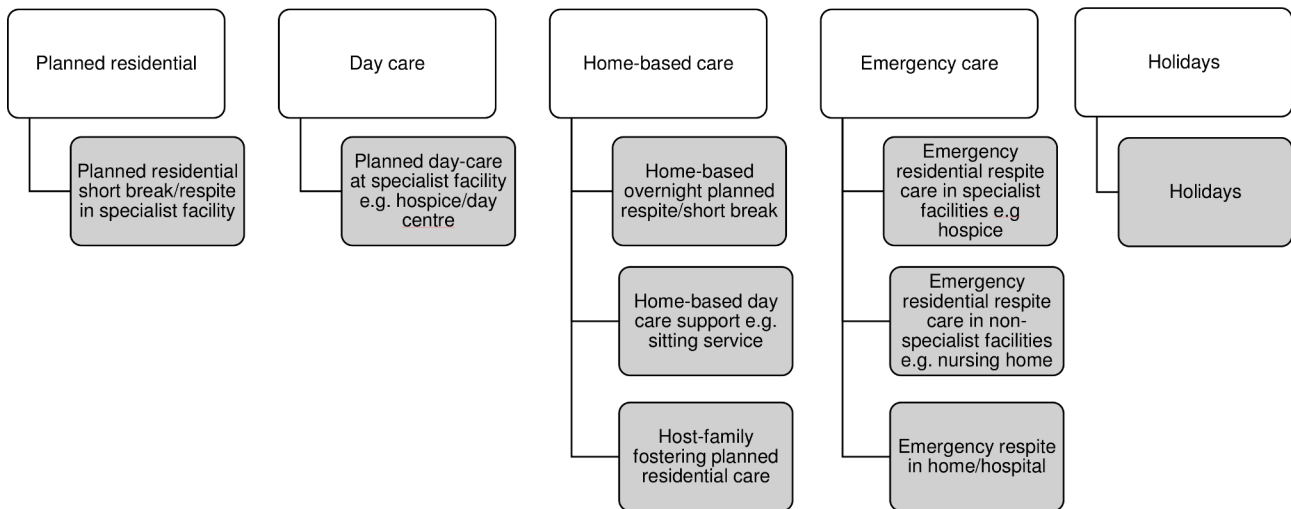 Planned residential
Day care
Home-based care
Emergency care
Holidays
Planned residential
short break/respite
in specialist facility
Planned day-care
at specialist facility
e.g. hospice/day
centre
Home-based
overnight planned
respite/short break
Home-based day
care support e.g.
sitting service
Host-family
fostering planned
residential care
Emergency
residential respite
care in specialist
facilities e.g
hospice
Emergency
residential respite
care in non-
specialist facilities
e.g. nursing home
Emergency respite
in home/hospital
Holidays